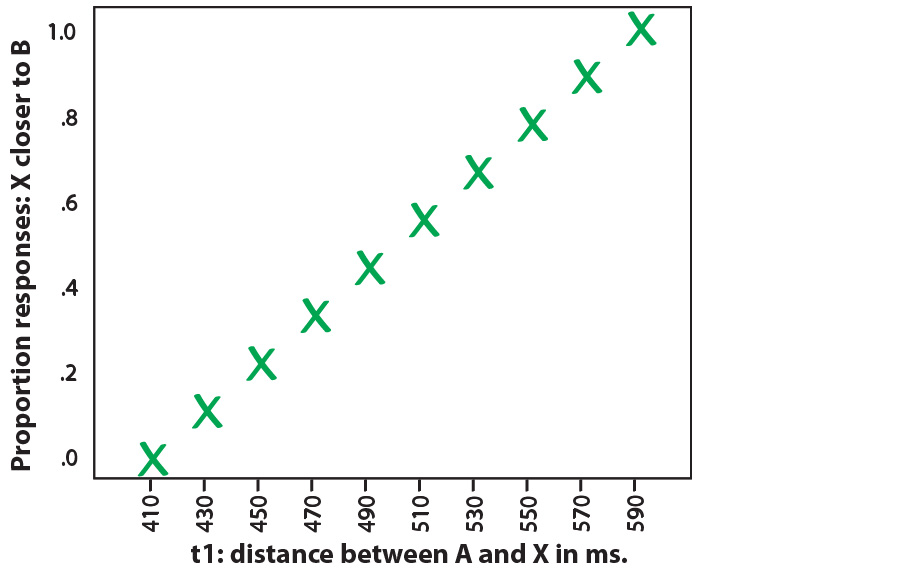 Proportion responses: X closer to B
1.0
.8
.6
.4
.2
.0
410 430 450 470 490 510 530 550 570 590
t1: distance between A and X in ms.